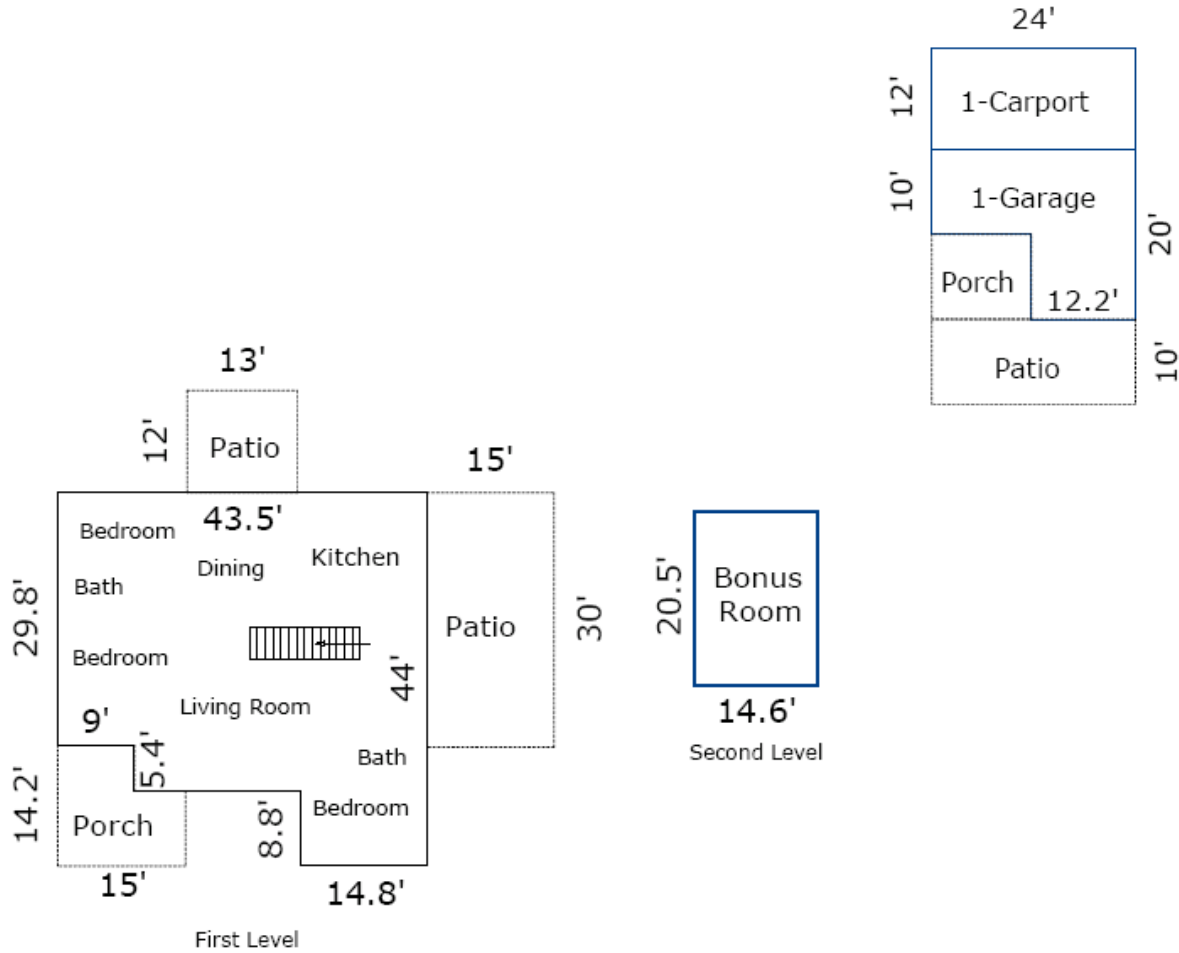 24'
12'
1-Carport
10'
1-Garage
20'
Porch
12.2'
Patio
10'
13'
12'
Patio
15'
43.5'
Bedroom
Dining
Kitchen
Bath
29.8'
Bedroom
Patio
30'
44'
Living Room
9'
5.4'
Bath
14.2'
Porch
8.8'
Bedroom
15'
14.8'
First Level
20.5'
Bonus
Room
14.6'
Second Level